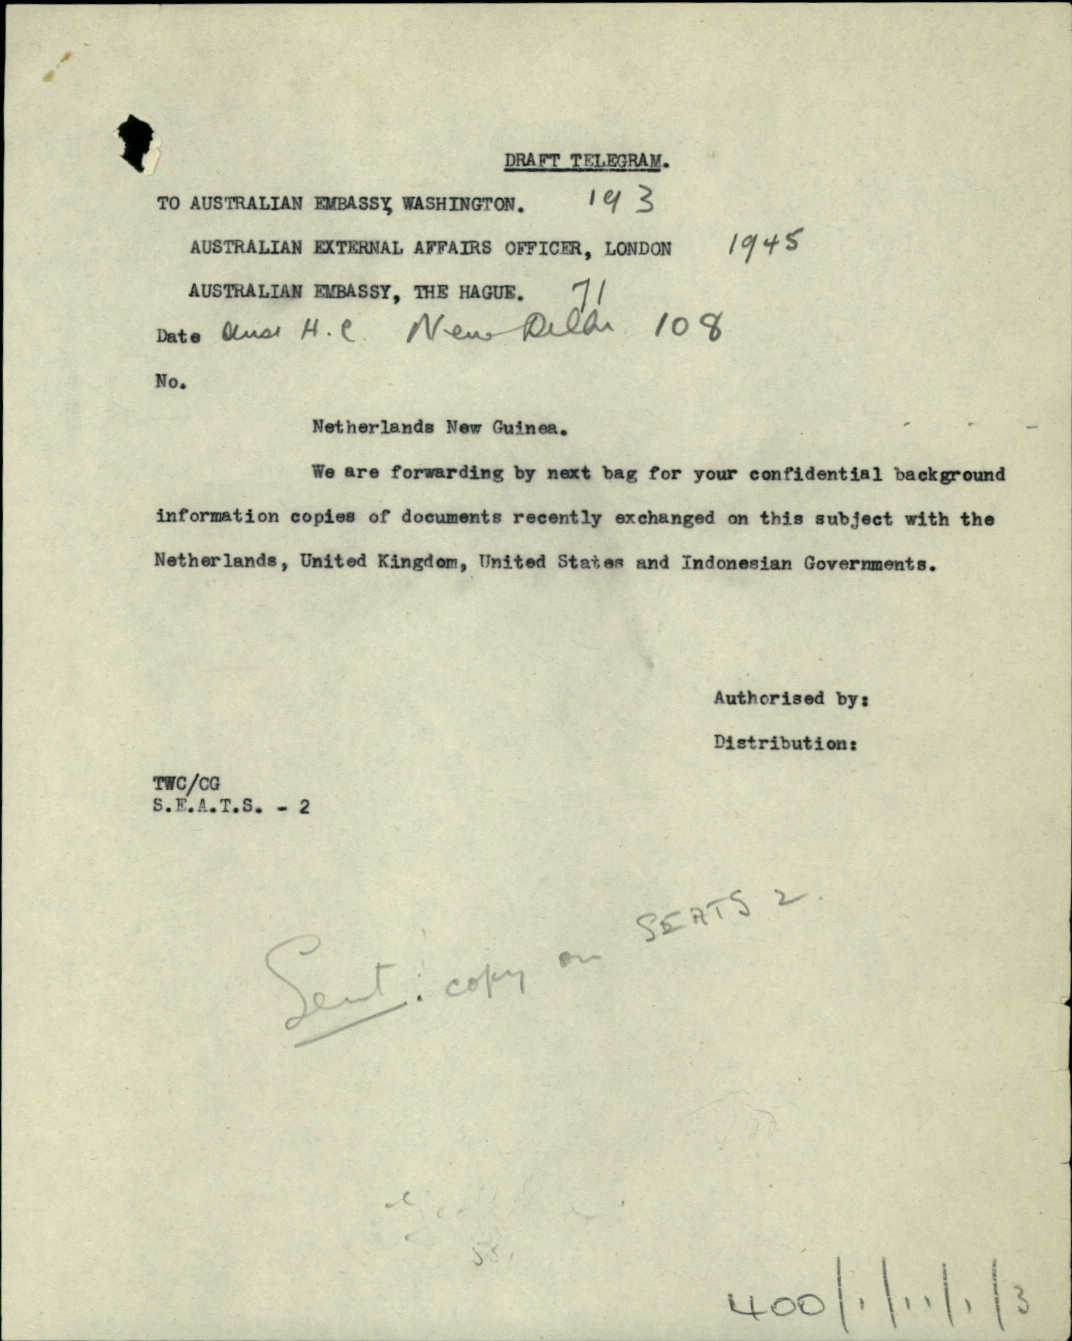 DRAFT TELEGRAM.
TO AUSTRALIAN EMBASSY, WASHINGTON. 193
AUSTRALIAN EXTERNAL AFFAIRS OFFICER, LONDON 1945
AUSTRALIAN EMBASSY, THE HAGUE. 71
Date Aust H.C. New Delhi 108
No.
Netherlands New Guinea.
We are forwarding by next bag for your confidential background
information copies of documents recently exchanged on this subject with the
Netherlands, United Kingdom, United States and Indonesian Governments.
Authorised by:
Distribution:
TWC/CG
S.E.A.T.S. - 2
Sent: copy on SEATS 2.
400/1/11/1/3